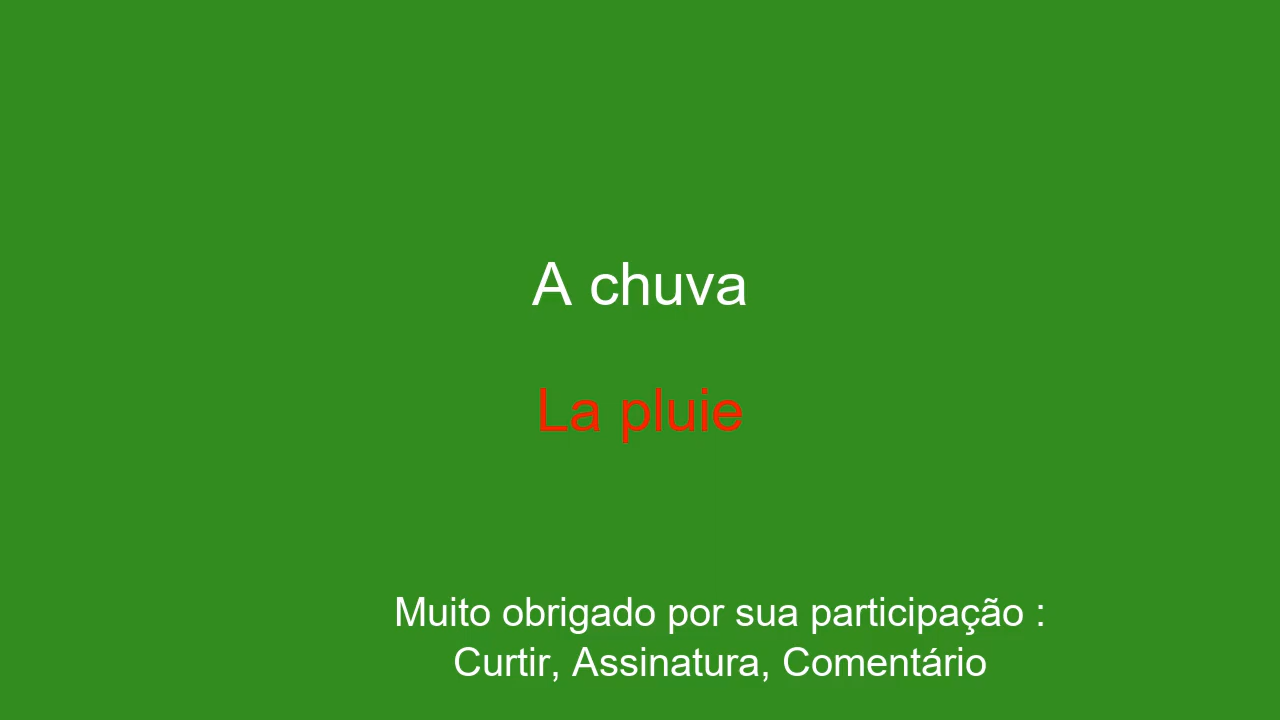 A chuva
La pluie
Muito obrigado por sua participação :
Curtir, Assinatura, Comentário